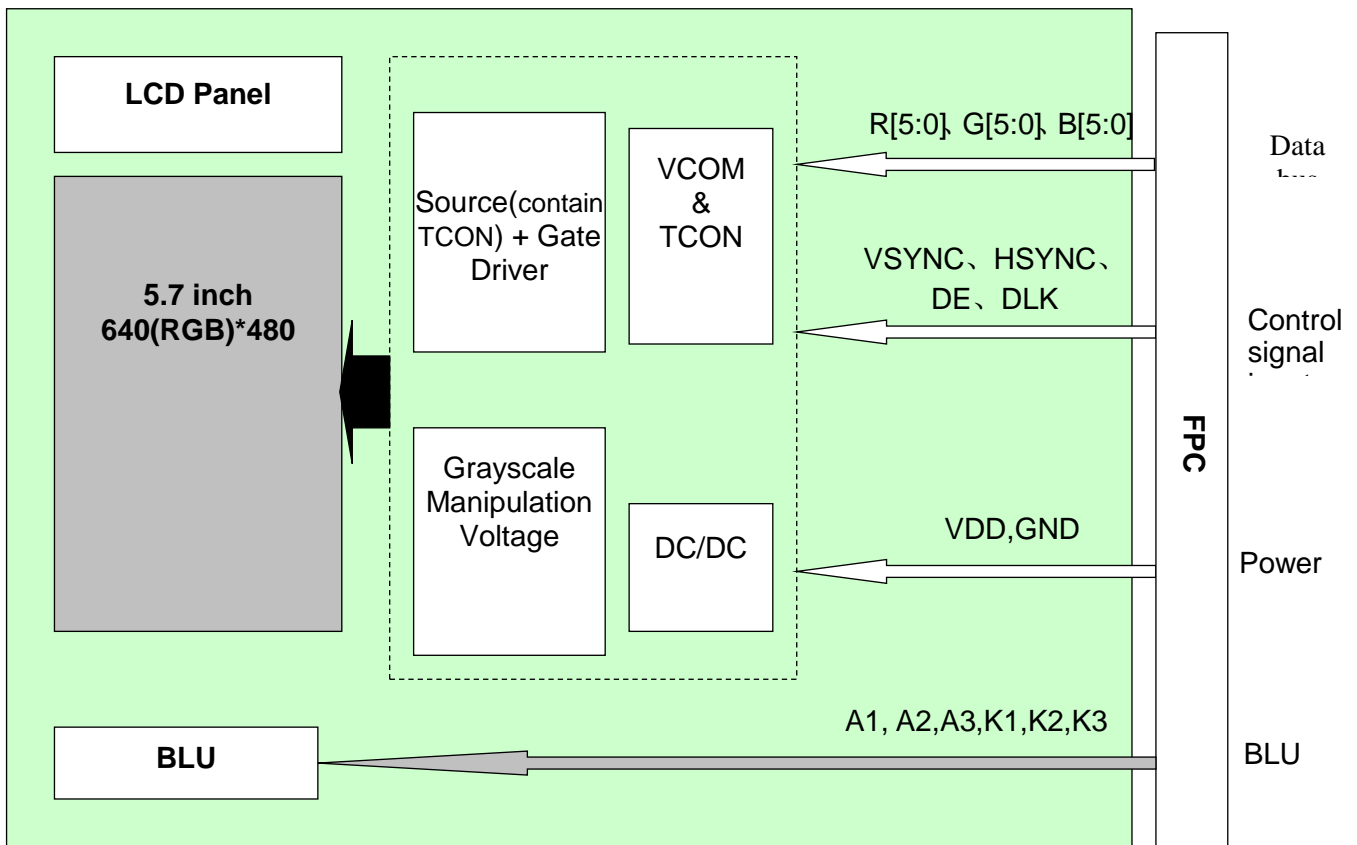 LCD Panel
5.7 inch
640(RGB)*480
Source(contain
TCON) + Gate
Driver
VCOM
&
TCON
Grayscale
Manipulation
Voltage
DC/DC
BLU
R[5:0]、G[5:0]、B[5:0]
VSYNC、HSYNC、
DE、DLK
VDD,GND
A1, A2,A3,K1,K2,K3
FPC
Data
Control
signal
Power
BLU